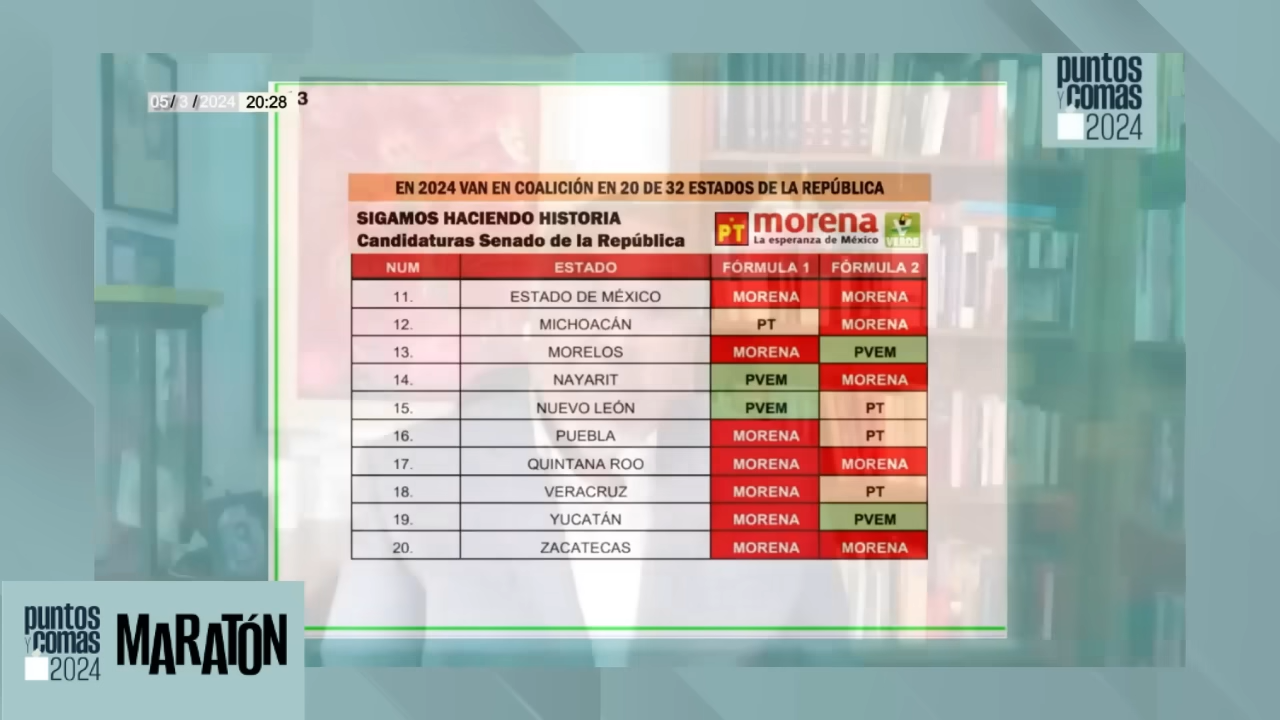 05/ 3 /2024 20:28 3
puntos
y comas
2024
EN 2024 VAN EN COALICIÓN EN 20 DE 32 ESTADOS DE LA REPÚBLICA
SIGAMOS HACIENDO HISTORIA
Candidaturas Senado de la República
PT morena VERDE
La esperanza de México
NUM ESTADO FÓRMULA 1 FÓRMULA 2
11. ESTADO DE MÉXICO MORENA MORENA
12. MICHOACÁN PT MORENA
13. MORELOS MORENA PVEM
14. NAYARIT PVEM MORENA
15. NUEVO LEÓN PVEM PT
16. PUEBLA MORENA PT
17. QUINTANA ROO MORENA MORENA
18. VERACRUZ MORENA PT
19. YUCATÁN MORENA PVEM
20. ZACATECAS MORENA MORENA
puntos
y comas
2024
MARATÓN